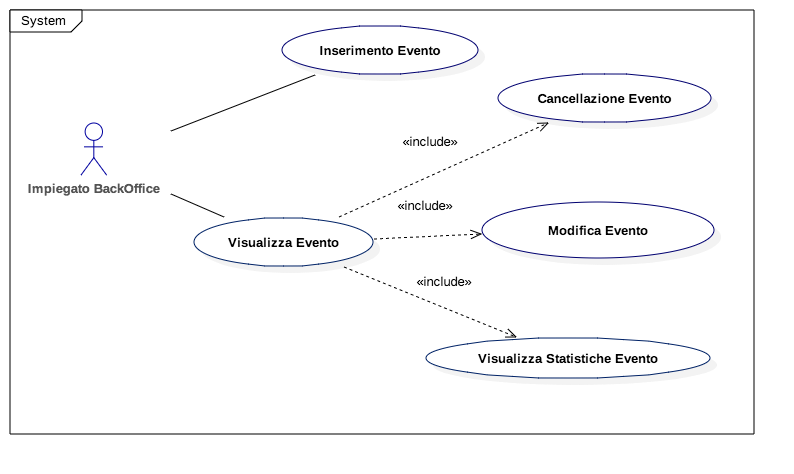 System
Inserimento Evento
Cancellazione Evento
«include»
Impiegato BackOffice
«include»
Modifica Evento
Visualizza Evento
«include»
Visualizza Statistiche Evento